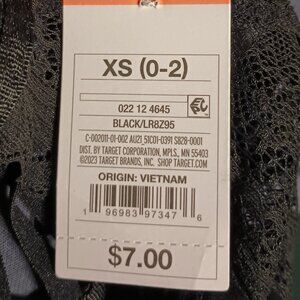 XS (0-2)
022 12 4645
BLACK/LR8Z95
C-002011-01-002 AU21_51C01-0391 S828-0001
DIST. BY TARGET CORPORATION, MPLS., MN 55403
©2023 TARGET BRANDS, INC. SHOP TARGET.COM
ORIGIN: VIETNAM
1 96983 97347 6
$7.00